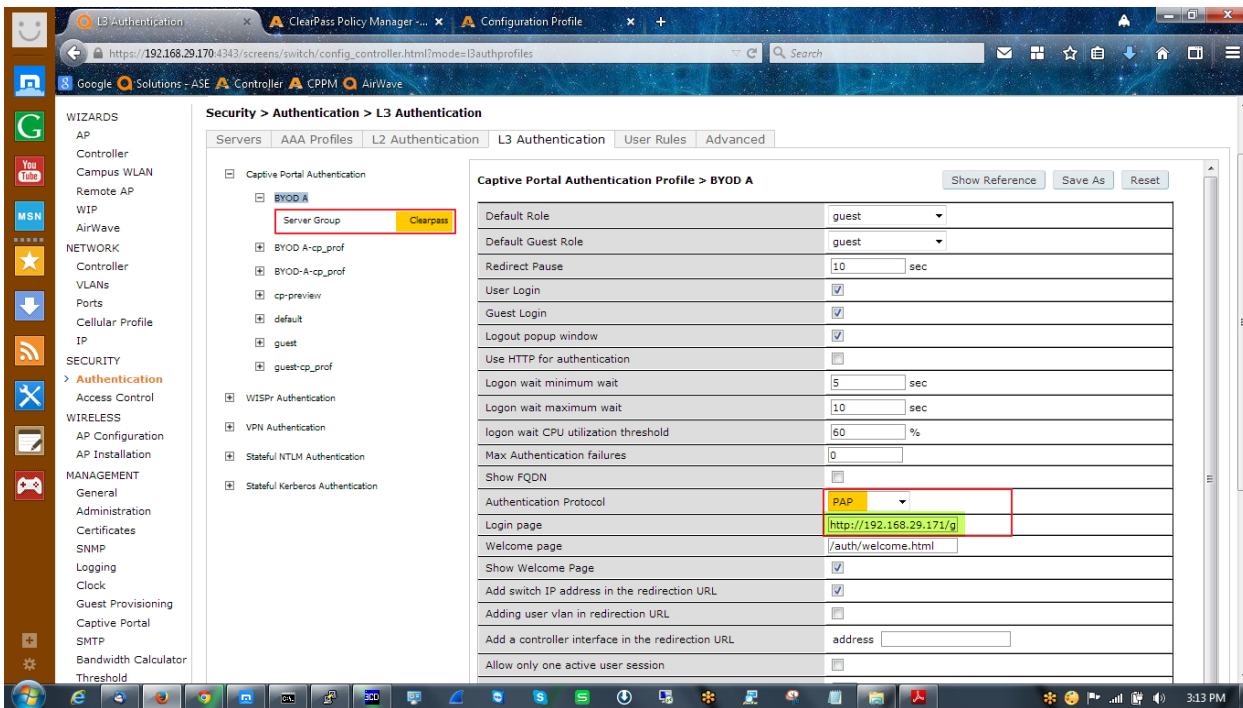 L3 Authentication
ClearPass Policy Manager -...
Configuration Profile
https://192.168.29.170:4343/screens/switch/config_controller.html?mode=l3authprofiles
Search
Google
Solutions - ASE
Controller
CPPM
AirWave
You Tube
MSN
G
WIZARDS
AP
Controller
Campus WLAN
Remote AP
WIP
AirWave
NETWORK
Controller
VLANs
Ports
Cellular Profile
IP
SECURITY
> Authentication
Access Control
WIRELESS
AP Configuration
AP Installation
MANAGEMENT
General
Administration
Certificates
SNMP
Logging
Clock
Guest Provisioning
Captive Portal
SMTP
Bandwidth Calculator
Threshold
Security > Authentication > L3 Authentication
Servers
AAA Profiles
L2 Authentication
L3 Authentication
User Rules
Advanced
Captive Portal Authentication
BYOD A
Server Group Clearpass
BYOD A-cp_prof
BYOD-A-cp_prof
cp-preview
default
guest
guest-cp_prof
WISPr Authentication
VPN Authentication
Stateful NTLM Authentication
Stateful Kerberos Authentication
Captive Portal Authentication Profile > BYOD A
Show Reference
Save As
Reset
Default Role guest
Default Guest Role guest
Redirect Pause 10 sec
User Login
Guest Login
Logout popup window
Use HTTP for authentication
Logon wait minimum wait 5 sec
Logon wait maximum wait 10 sec
logon wait CPU utilization threshold 60 %
Max Authentication failures 0
Show FQDN
Authentication Protocol PAP
Login page http://192.168.29.171/g
Welcome page /auth/welcome.html
Show Welcome Page
Add switch IP address in the redirection URL
Adding user vlan in redirection URL
Add a controller interface in the redirection URL address
Allow only one active user session
3:13 PM